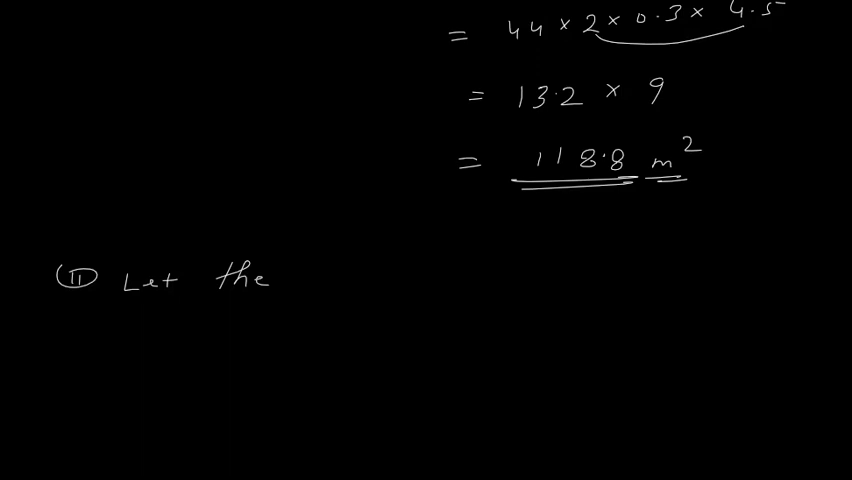 = 44 × 2 × 0.3 × 4.5
= 13.2 × 9
= 118.8 m²
(II) Let the